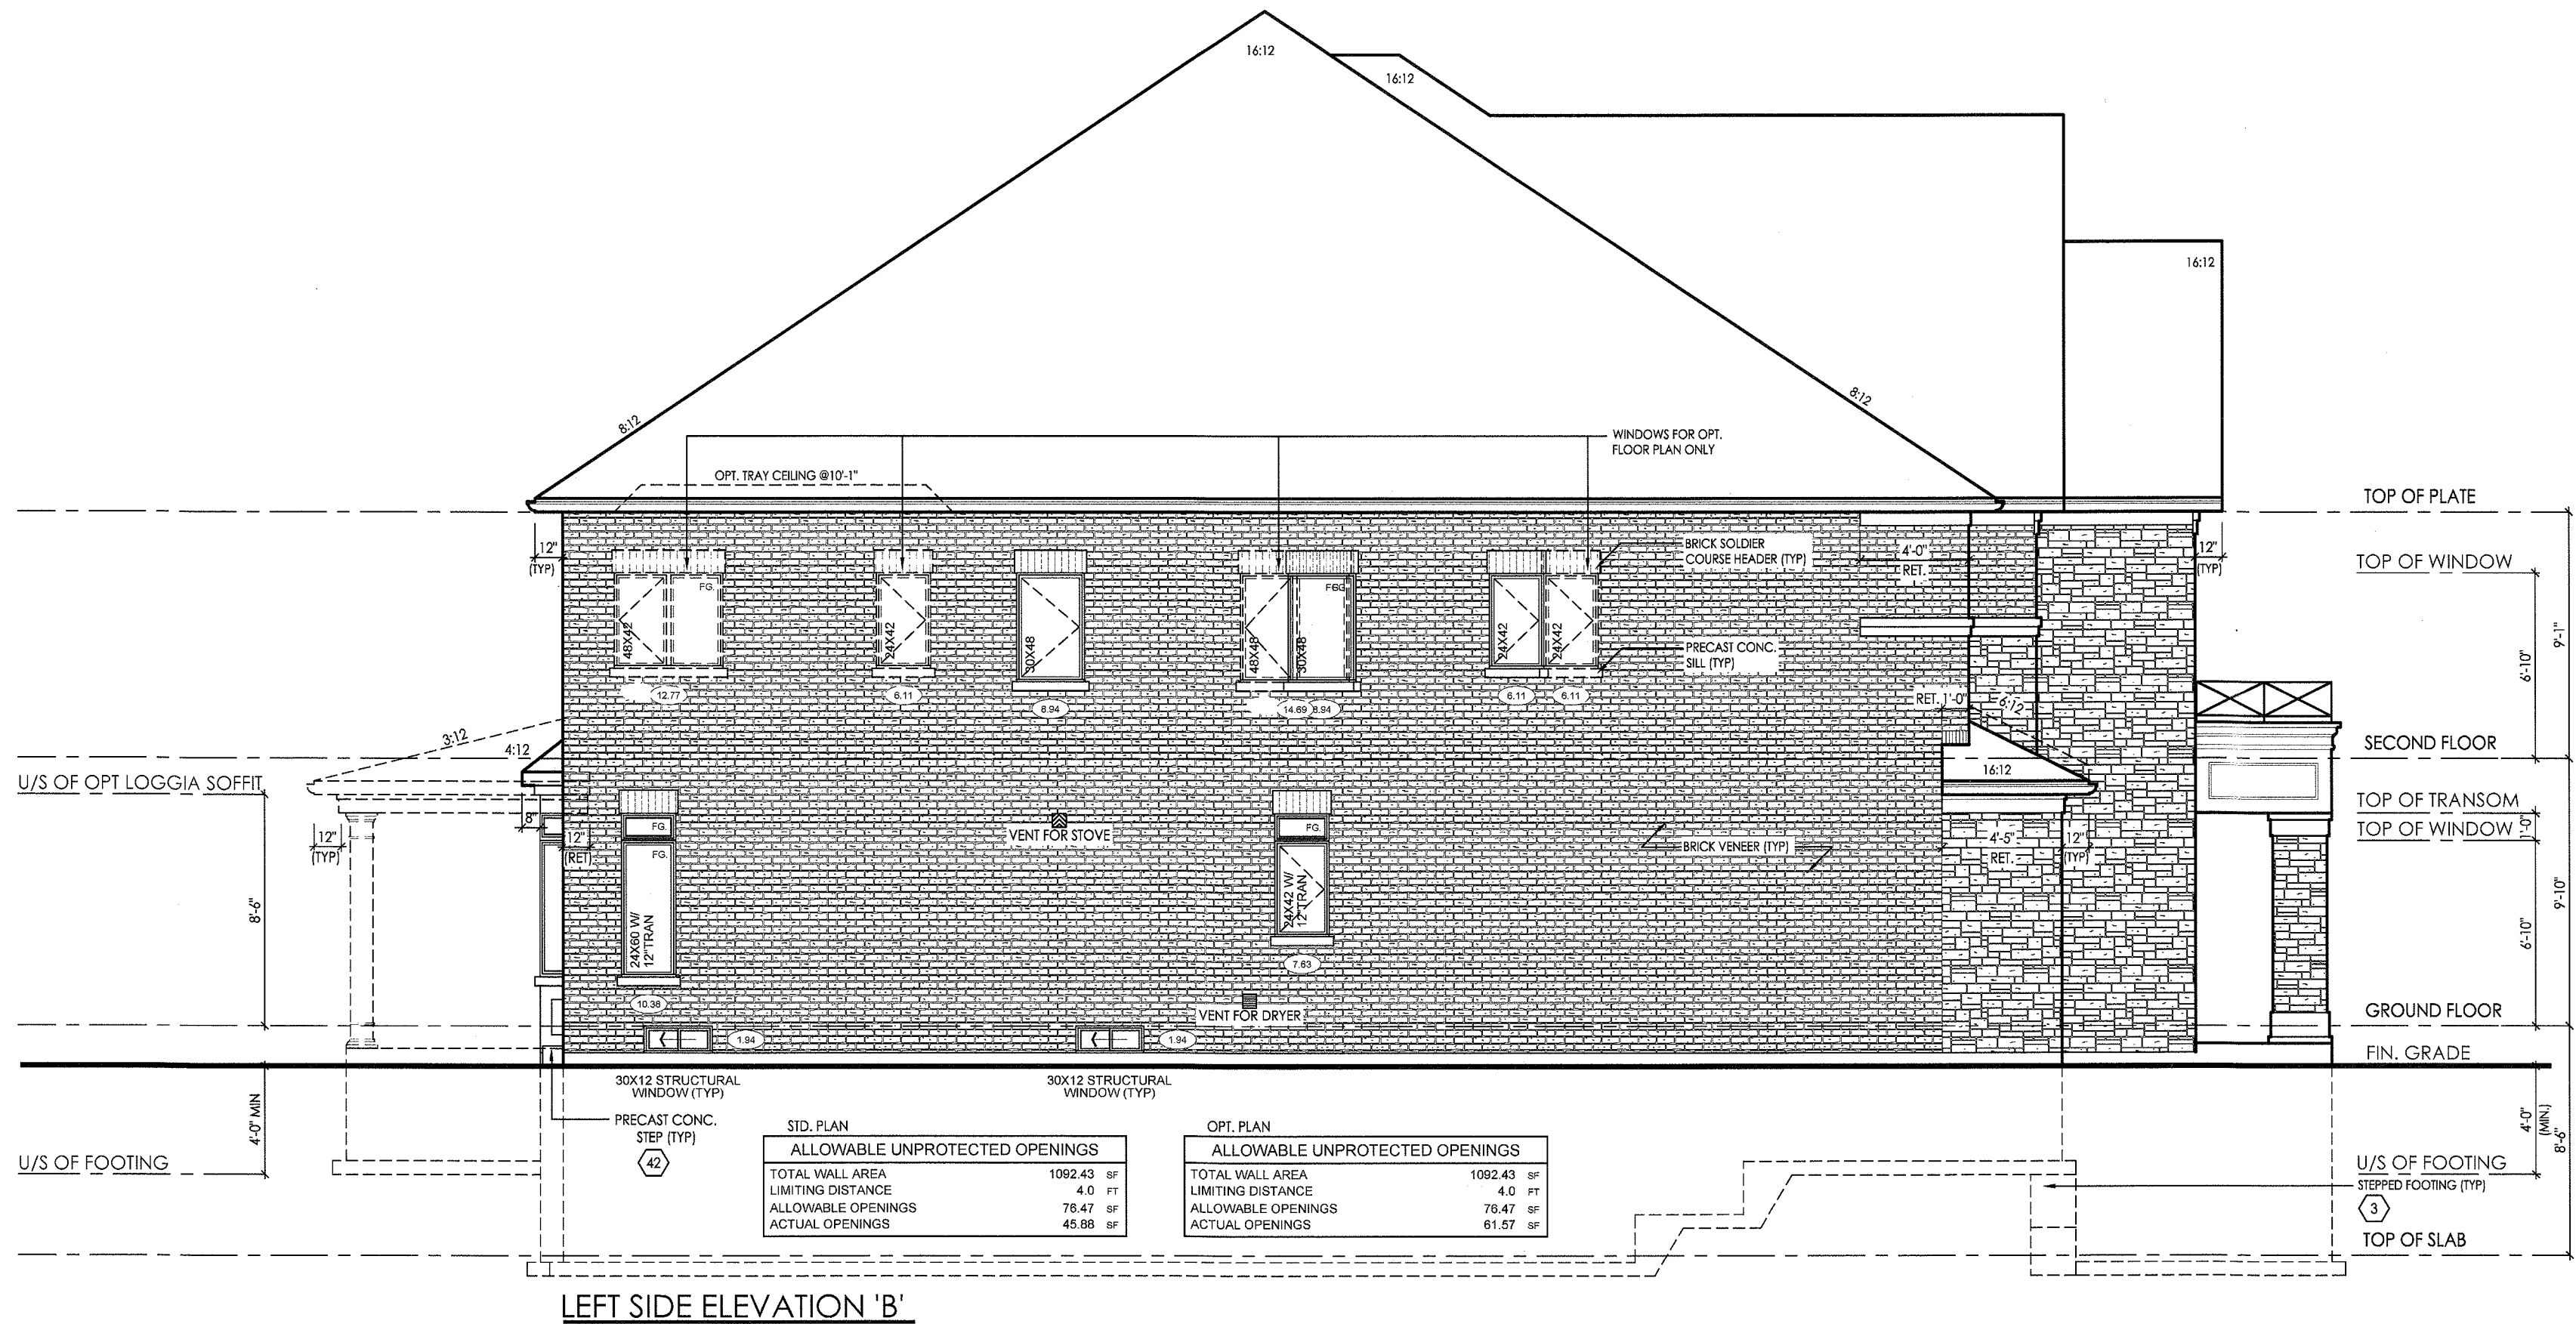 16:12
16:12
16:12
8:12
8:12
WINDOWS FOR OPT.
FLOOR PLAN ONLY
OPT. TRAY CEILING @10'-1"
TOP OF PLATE
12"
(TYP)
BRICK SOLDIER
COURSE HEADER (TYP)
4'-0"
RET.
12"
(TYP)
TOP OF WINDOW
FG.
48X42
24X42
30X48
48X48
30X48
24X42
24X42
PRECAST CONC.
SILL (TYP)
9'-1"
6'-10"
12.77
6.11
8.94
14.69
8.94
6.11
6.11
RET. 1'-0"
6:12
3:12
4:12
SECOND FLOOR
U/S OF OPT LOGGIA SOFFIT
16:12
TOP OF TRANSOM
1'-0"
TOP OF WINDOW
8"
12"
(TYP)
12"
(RET)
FG.
FG.
24X60 W/
12"TRAN
VENT FOR STOVE
FG.
24X42 W/
12"TRAN
BRICK VENEER (TYP)
4'-5"
RET.
12"
(TYP)
8'-6"
9'-10"
6'-10"
7.63
10.38
VENT FOR DRYER
GROUND FLOOR
1.94
1.94
FIN. GRADE
30X12 STRUCTURAL
WINDOW (TYP)
30X12 STRUCTURAL
WINDOW (TYP)
4'-0" MIN
PRECAST CONC.
STEP (TYP)
42
4'-0"
(MIN.)
8'-6"
U/S OF FOOTING
U/S OF FOOTING
STEPPED FOOTING (TYP)
3
TOP OF SLAB
STD. PLAN
ALLOWABLE UNPROTECTED OPENINGS
TOTAL WALL AREA 1092.43 SF
LIMITING DISTANCE 4.0 FT
ALLOWABLE OPENINGS 76.47 SF
ACTUAL OPENINGS 45.88 SF
OPT. PLAN
ALLOWABLE UNPROTECTED OPENINGS
TOTAL WALL AREA 1092.43 SF
LIMITING DISTANCE 4.0 FT
ALLOWABLE OPENINGS 76.47 SF
ACTUAL OPENINGS 61.57 SF
LEFT SIDE ELEVATION 'B'